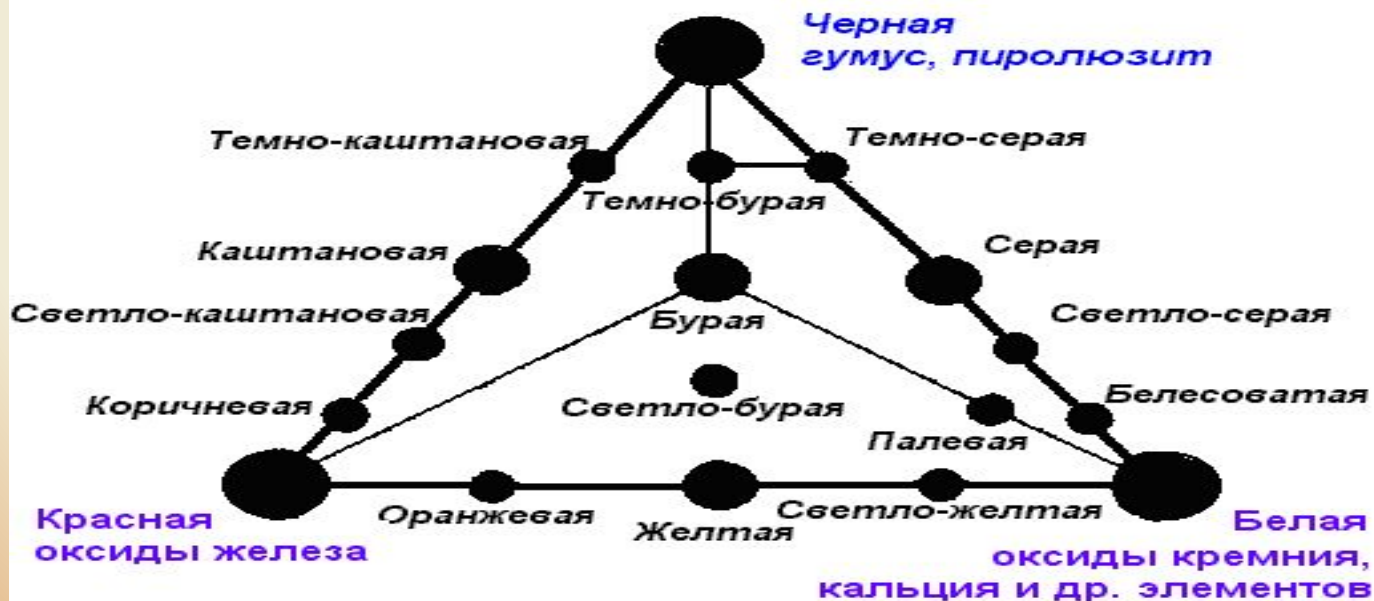 Черная
гумус, пиролюзит
Темно-каштановая
Темно-серая
Темно-бурая
Каштановая
Серая
Светло-каштановая
Бурая
Светло-серая
Коричневая
Светло-бурая
Белесоватая
Палевая
Оранжевая
Желтая
Светло-желтая
Красная
оксиды железа
Белая
оксиды кремния,
кальция и др. элементов